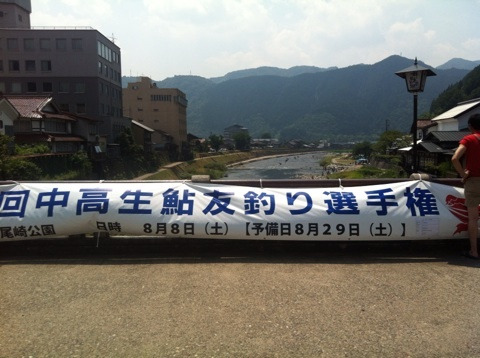 回中高生鮎友釣り選手権
尾崎公園 日時 8月8日（土）【予備日8月29日（土）】